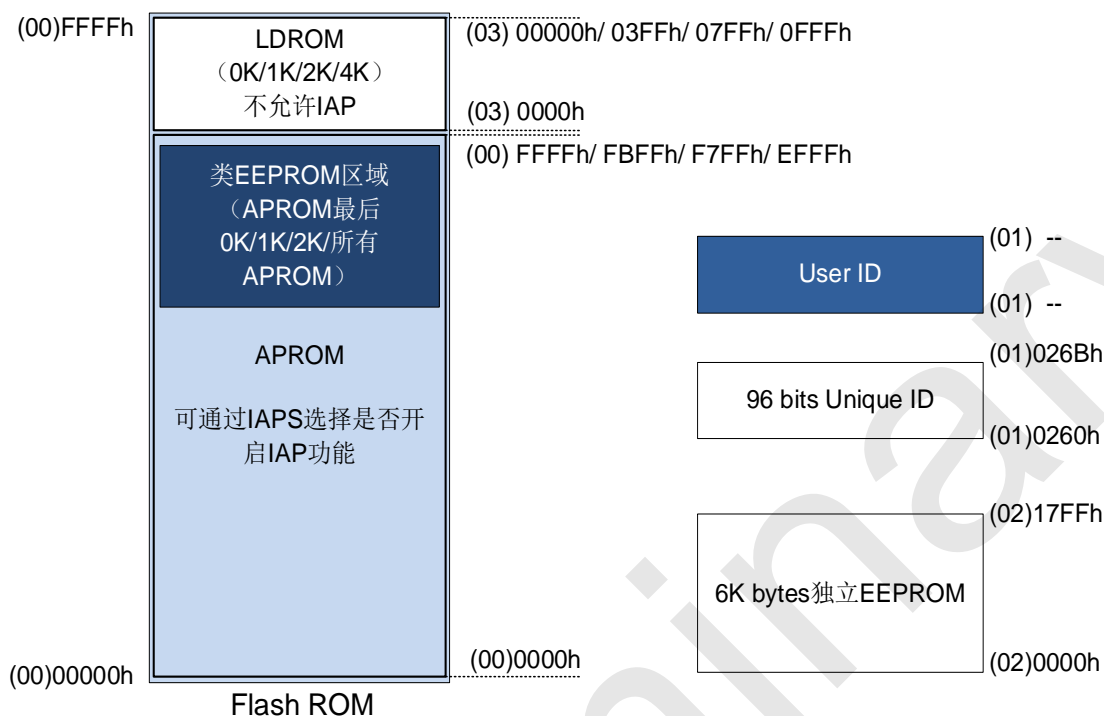 (00)FFFFh
LDROM
（0K/1K/2K/4K）
不允许IAP
(03) 00000h/ 03FFh/ 07FFh/ 0FFFh
(03) 0000h
(00) FFFFh/ FBFFh/ F7FFh/ EFFFh
类EEPROM区域
（APROM最后
0K/1K/2K/所有
APROM）
APROM
可通过IAPS选择是否开
启IAP功能
(00)0000h
(00)00000h
Flash ROM
(01) --
User ID
(01) --
(01)026Bh
96 bits Unique ID
(01)0260h
(02)17FFh
6K bytes独立EEPROM
(02)0000h